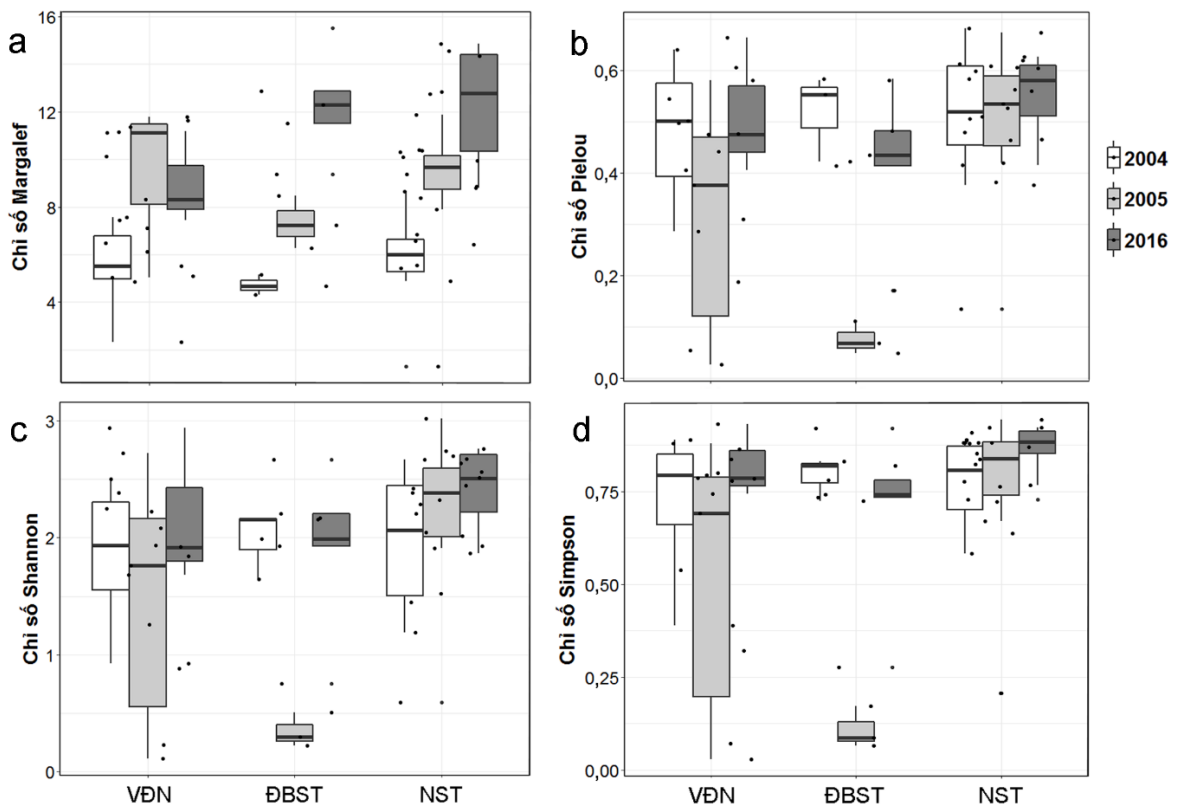 a
Chỉ số Margalef
16
12
8
4
b
Chỉ số Pielou
0,6
0,4
0,2
0,0
2004
2005
2016
c
Chỉ số Shannon
3
2
1
0
VĐN
ĐBST
NST
d
Chỉ số Simpson
0,75
0,50
0,25
0,00
VĐN
ĐBST
NST